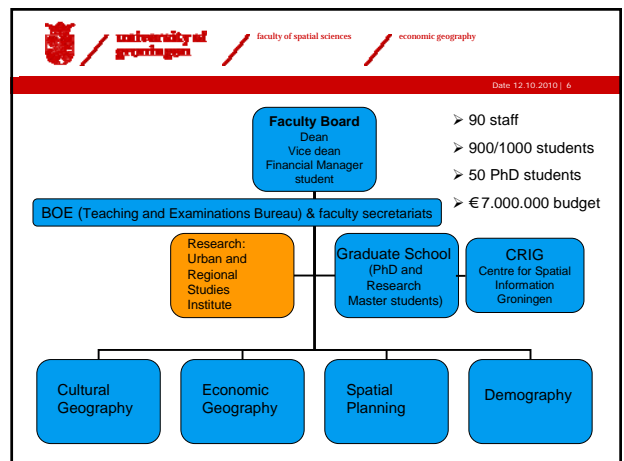 university of
groningen
faculty of spatial sciences
economic geography
Date 12.10.2010 | 6
Faculty Board
Dean
Vice dean
Financial Manager
student
➢ 90 staff
➢ 900/1000 students
➢ 50 PhD students
➢ € 7.000.000 budget
BOE (Teaching and Examinations Bureau) & faculty secretariats
Research:
Urban and
Regional
Studies
Institute
Graduate School
(PhD and
Research
Master students)
CRIG
Centre for Spatial
Information
Groningen
Cultural
Geography
Economic
Geography
Spatial
Planning
Demography